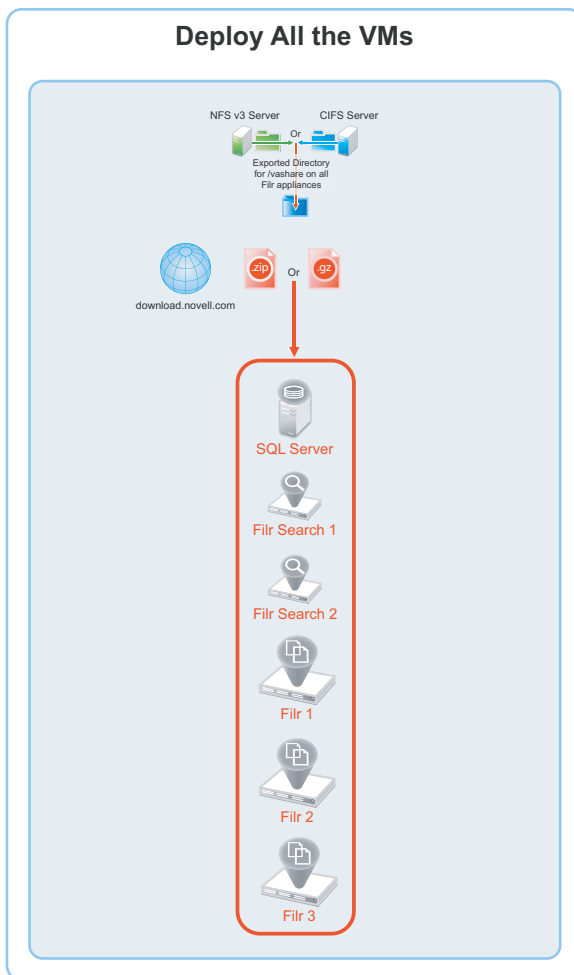 Deploy All the VMs
NFS v3 Server
CIFS Server
Or
Exported Directory
for /vashare on all
Filr appliances
.zip
Or
.gz
download.novell.com
SQL Server
Filr Search 1
Filr Search 2
Filr 1
Filr 2
Filr 3